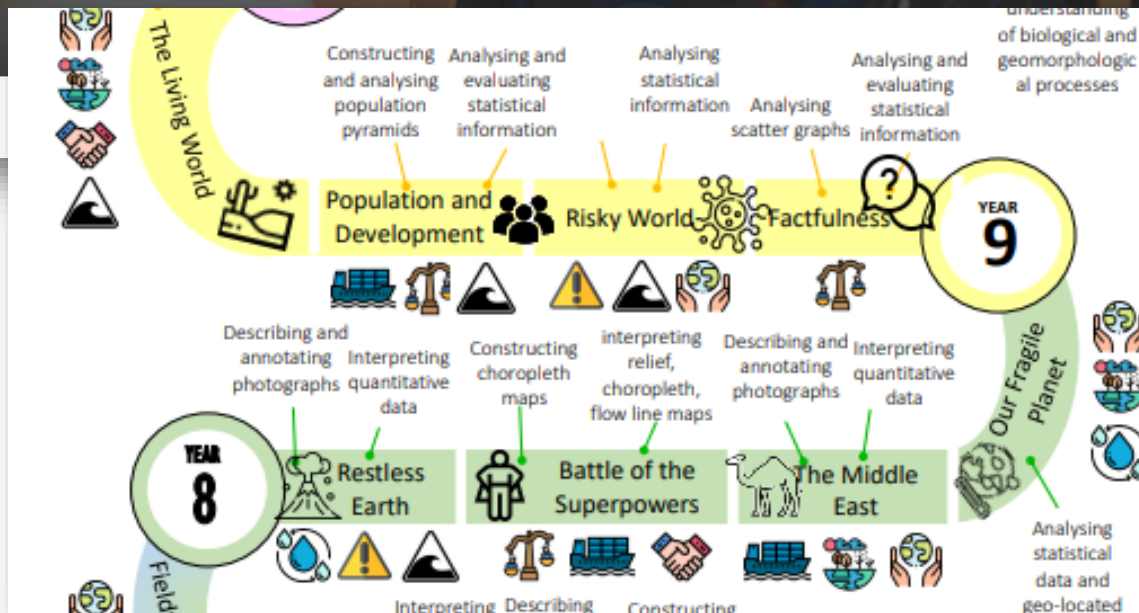 understanding
of biological and
geomorphologic
al processes
The Living World
Constructing
and analysing
population
pyramids
Analysing and
evaluating
statistical
information
Analysing
statistical
information
Analysing
scatter graphs
Analysing and
evaluating
statistical
information
Population and
Development
Risky World
Factfulness
?
YEAR
9
Describing and
annotating
photographs
Interpreting
quantitative
data
Constructing
choropleth
maps
interpreting
relief,
choropleth,
flow line maps
Describing and
annotating
photographs
Interpreting
quantitative
data
Our Fragile
Planet
YEAR
8
Restless
Earth
Battle of the
Superpowers
The Middle
East
Analysing
statistical
data and
geo-located
Field
Interpreting
Describing
Constructing